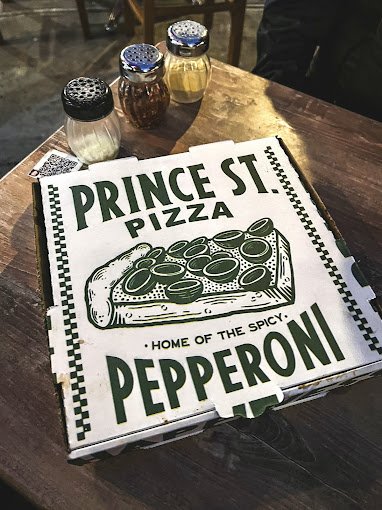 PRINCE ST.
PIZZA
· HOME OF THE SPICY ·
PEPPERONI